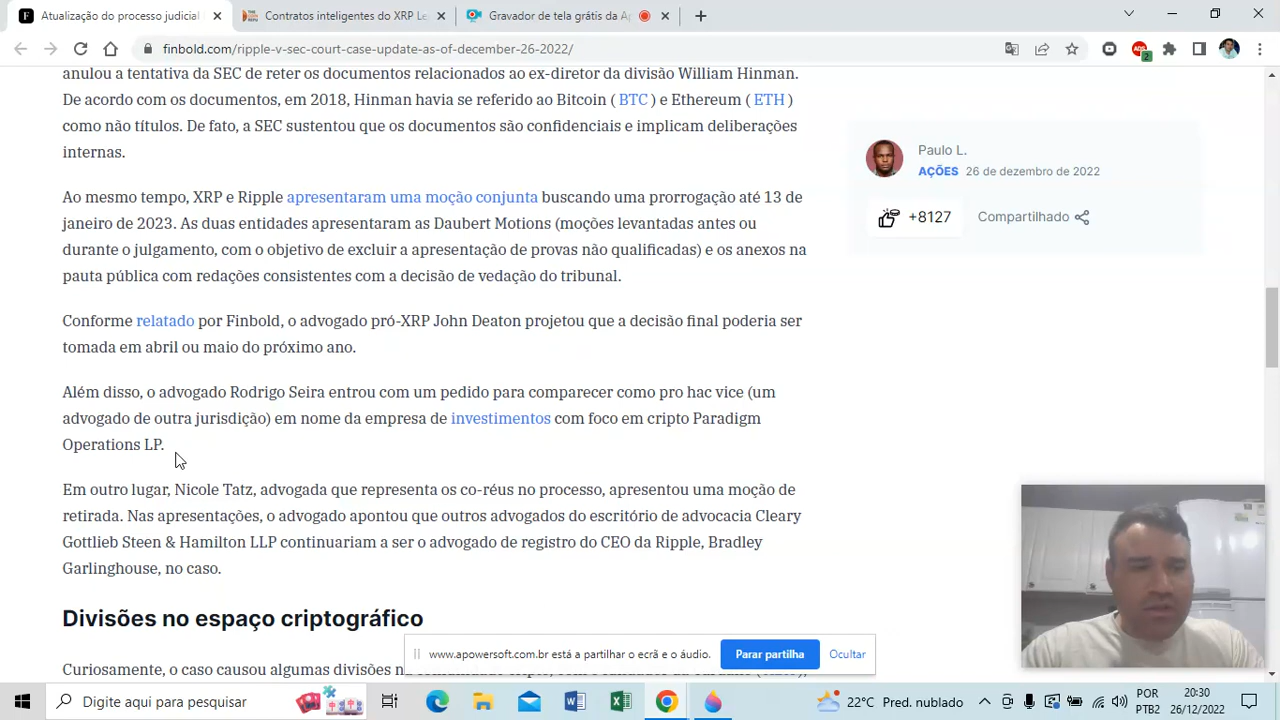 Atualização do processo judicial
Contratos inteligentes do XRP Le
Gravador de tela grátis da Ap
finbold.com/ripple-v-sec-court-case-update-as-of-december-26-2022/
anulou a tentativa da SEC de reter os documentos relacionados ao ex-diretor da divisão William Hinman.
De acordo com os documentos, em 2018, Hinman havia se referido ao Bitcoin ( BTC ) e Ethereum ( ETH )
como não títulos. De fato, a SEC sustentou que os documentos são confidenciais e implicam deliberações
internas.
Ao mesmo tempo, XRP e Ripple apresentaram uma moção conjunta buscando uma prorrogação até 13 de
janeiro de 2023. As duas entidades apresentaram as Daubert Motions (moções levantadas antes ou
durante o julgamento, com o objetivo de excluir a apresentação de provas não qualificadas) e os anexos na
pauta pública com redações consistentes com a decisão de vedação do tribunal.
Conforme relatado por Finbold, o advogado pró-XRP John Deaton projetou que a decisão final poderia ser
tomada em abril ou maio do próximo ano.
Além disso, o advogado Rodrigo Seira entrou com um pedido para comparecer como pro hac vice (um
advogado de outra jurisdição) em nome da empresa de investimentos com foco em cripto Paradigm
Operations LP.
Em outro lugar, Nicole Tatz, advogada que representa os co-réus no processo, apresentou uma moção de
retirada. Nas apresentações, o advogado apontou que outros advogados do escritório de advocacia Cleary
Gottlieb Steen & Hamilton LLP continuariam a ser o advogado de registro do CEO da Ripple, Bradley
Garlinghouse, no caso.
Divisões no espaço criptográfico
Curiosamente, o caso causou algumas divisões n
Paulo L.
AÇÕES 26 de dezembro de 2022
+8127 Compartilhado
www.apowersoft.com.br está a partilhar o ecrã e o áudio.
Parar partilha
Ocultar
Digite aqui para pesquisar
22°C Pred. nublado
POR
PTB2
20:30
26/12/2022